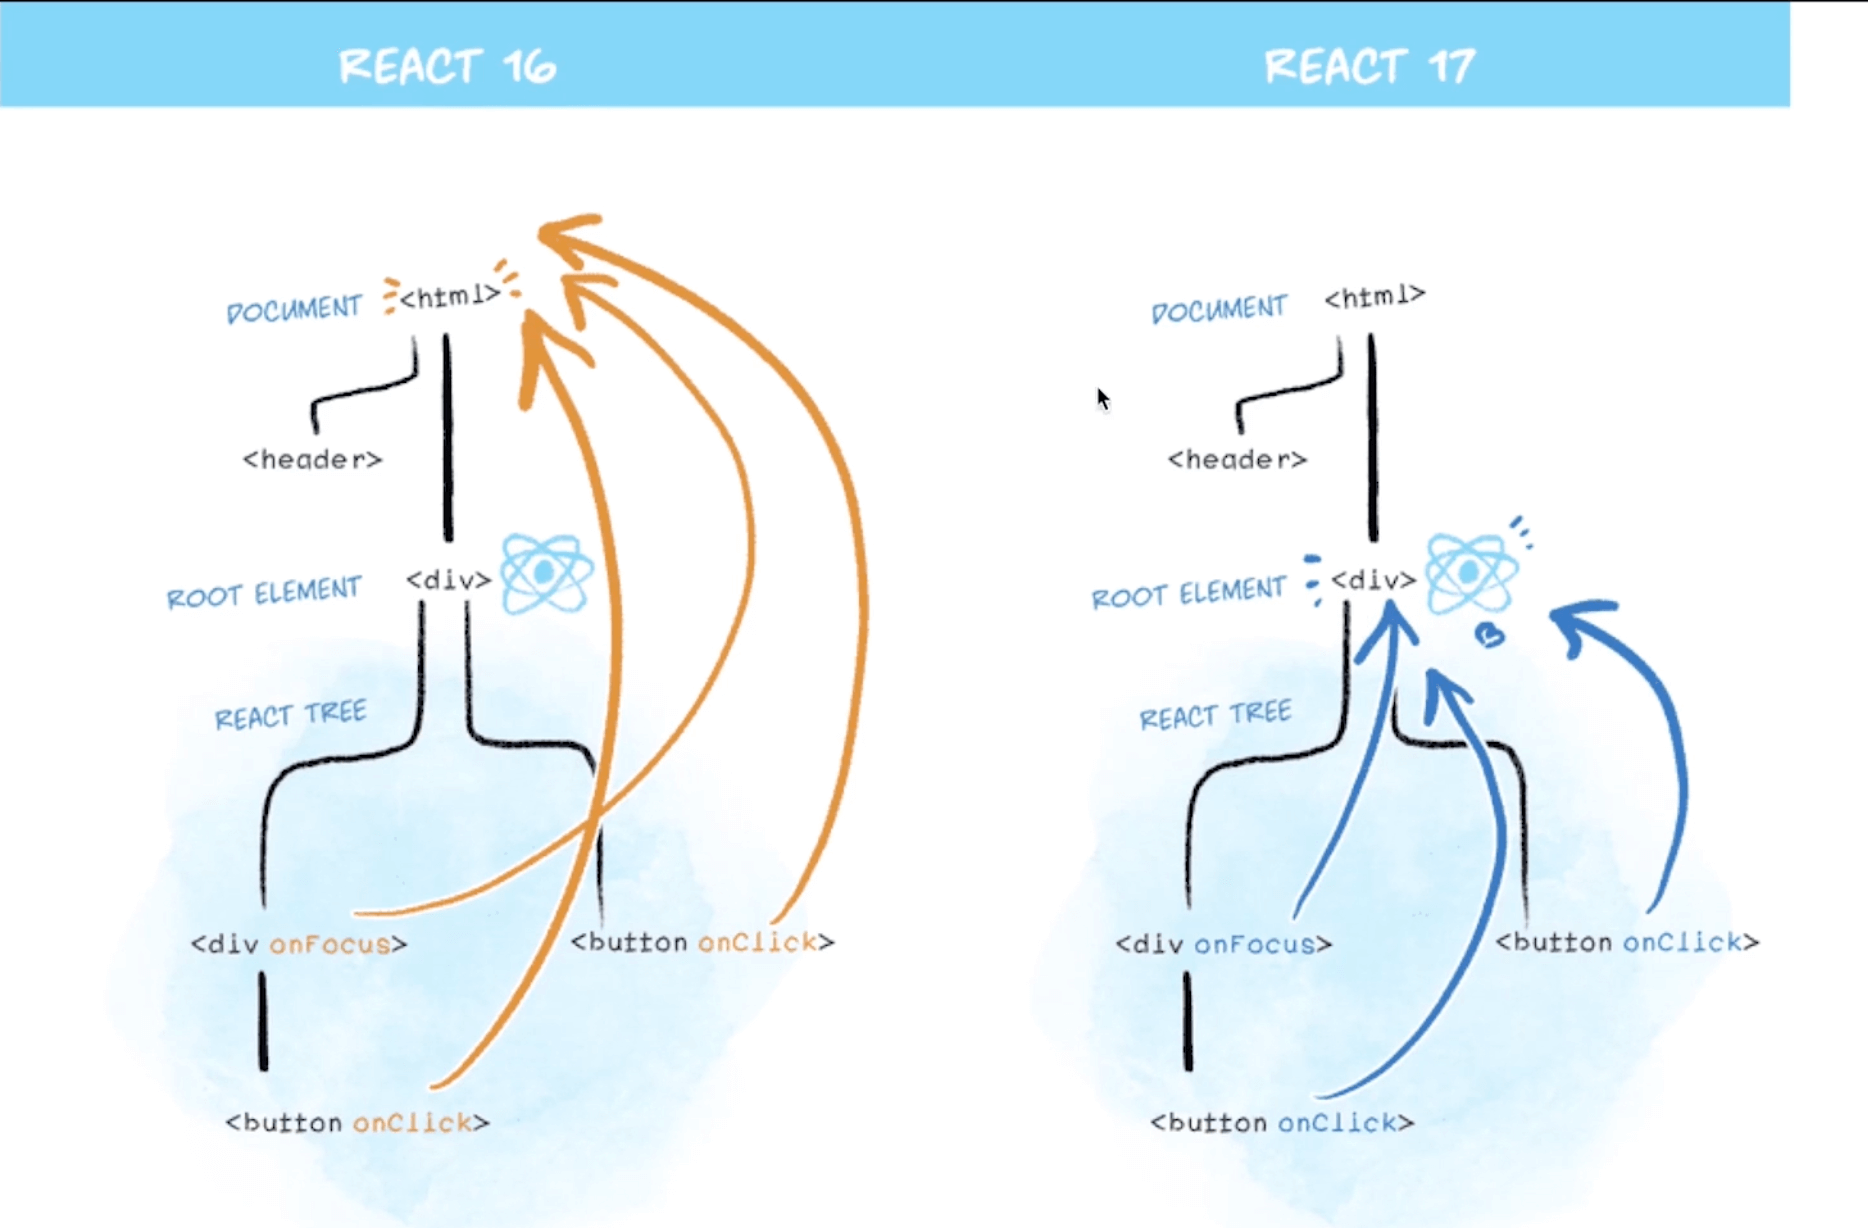 REACT 16
REACT 17
DOCUMENT <html>
<header>
ROOT ELEMENT <div>
REACT TREE
<div onFocus>
<button onClick>
<button onClick>
DOCUMENT <html>
<header>
ROOT ELEMENT <div>
REACT TREE
<div onFocus>
<button onClick>
<button onClick>